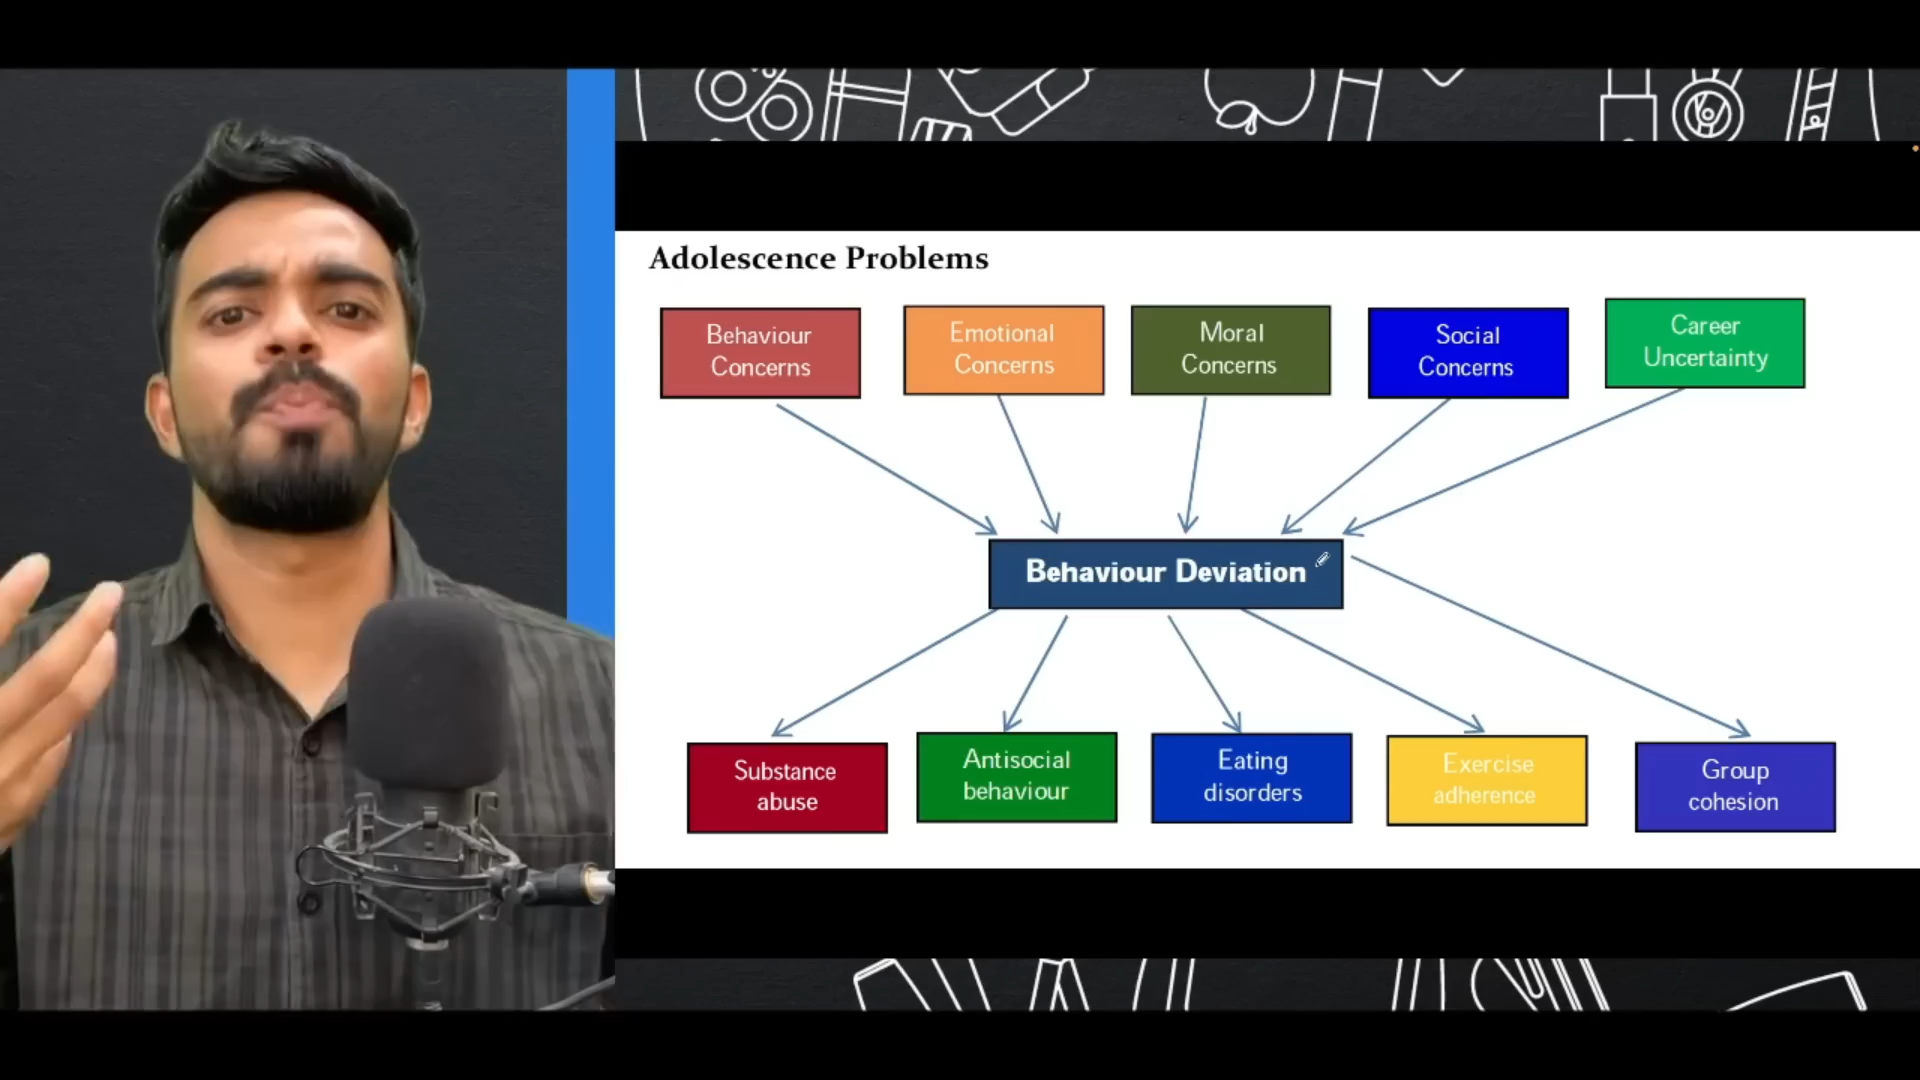 Adolescence Problems
Behaviour
Concerns
Emotional
Concerns
Moral
Concerns
Social
Concerns
Career
Uncertainty
Behaviour Deviation
Substance
abuse
Antisocial
behaviour
Eating
disorders
Exercise
adherence
Group
cohesion